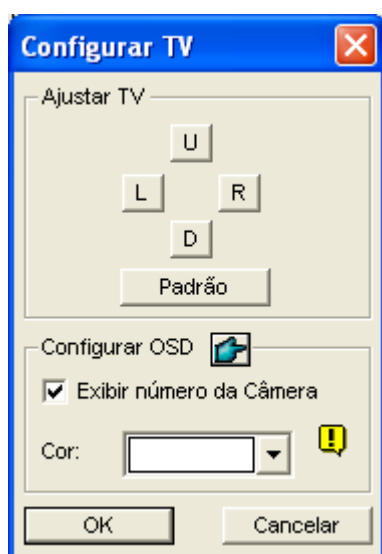 Configurar TV
Ajustar TV
U
L R
D
Padrão
Configurar OSD
Exibir número da Câmera
Cor:
OK Cancelar